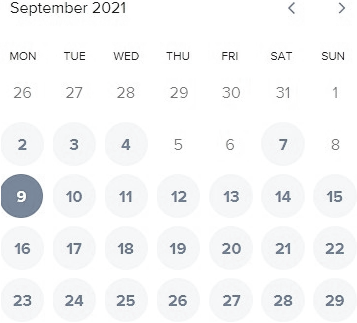 September 2021
MON TUE WED THU FRI SAT SUN
26 27 28 29 30 31 1
2 3 4 5 6 7 8
9 10 11 12 13 14 15
16 17 18 19 20 21 22
23 24 25 26 27 28 29